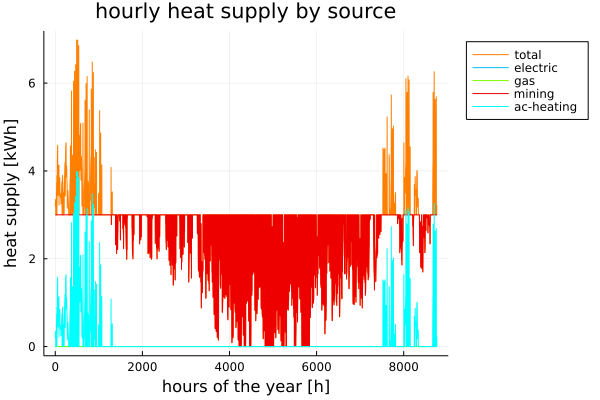 hourly heat supply by source
heat supply [kWh]
6
4
2
0
0
2000
4000
6000
8000
hours of the year [h]
total
electric
gas
mining
ac-heating